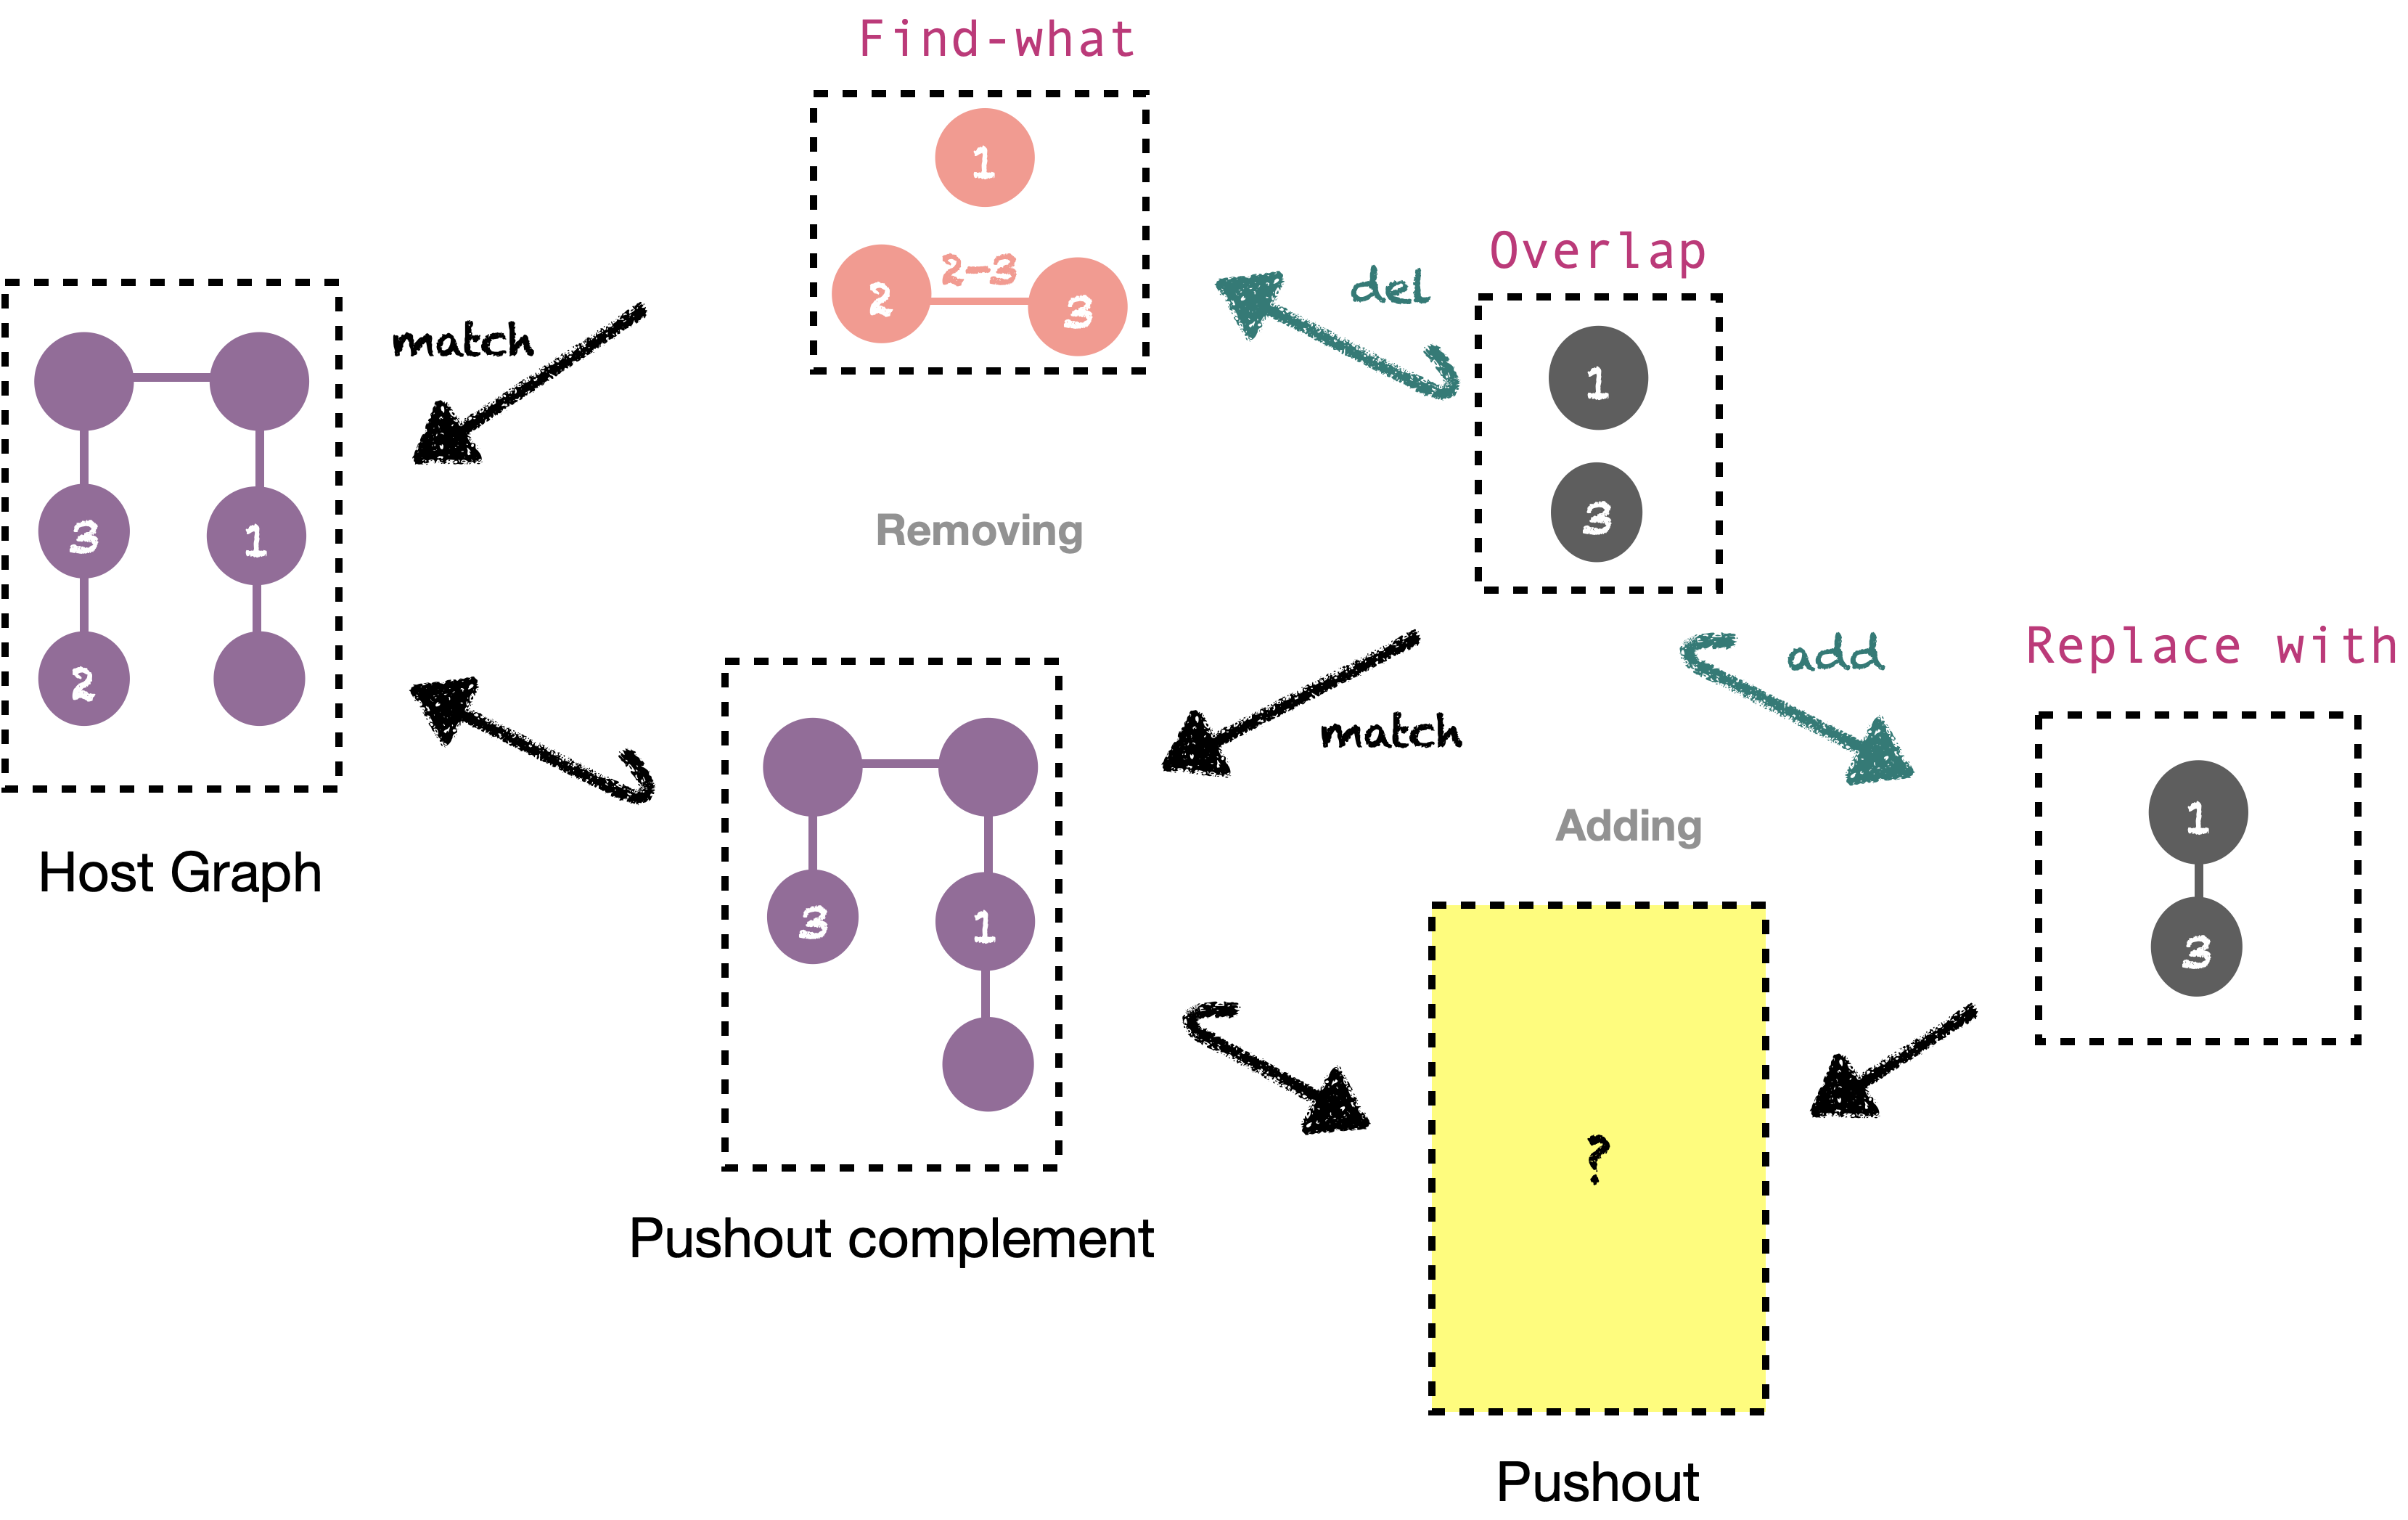 Find-what
1
2-3
2
3
Overlap
del
1
3
match
3
1
2
Host Graph
Removing
add
Replace with
1
3
match
Adding
3
1
Pushout complement
?
Pushout